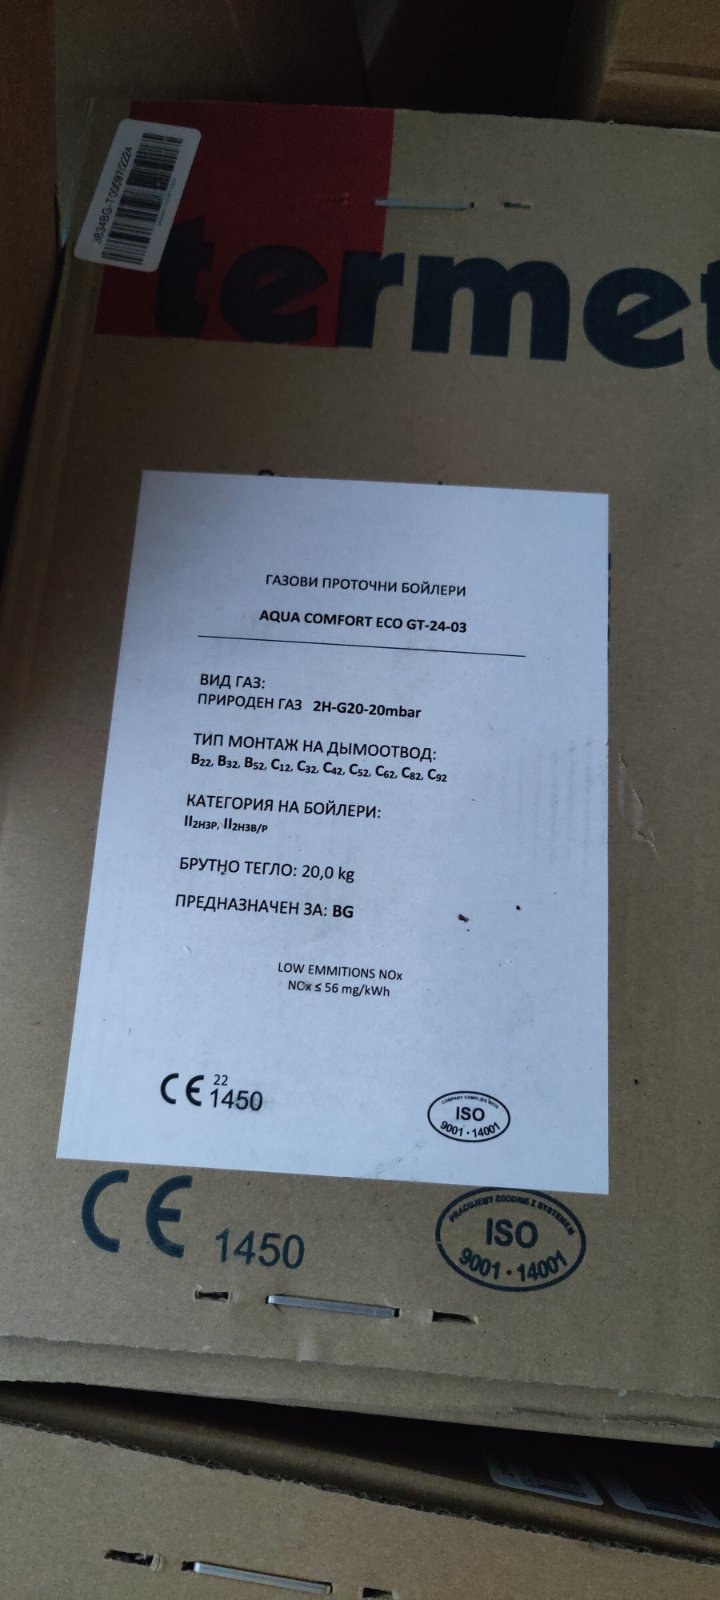 3834BG-T00097/2224
termet
ГАЗОВИ ПРОТОЧНИ БОЙЛЕРИ
AQUA COMFORT ECO GT-24-03
ВИД ГАЗ:
ПРИРОДЕН ГАЗ 2H-G20-20mbar
ТИП МОНТАЖ НА ДЫМООТВОД:
B22, B32, B52, C12, C32, C42, C52, C62, C82, C92
КАТЕГОРИЯ НА БОЙЛЕРИ:
II2H3P, II2H3B/P
БРУТНО ТЕГЛО: 20,0 kg
ПРЕДНАЗНАЧЕН ЗА: BG
LOW EMMITIONS NOx
NOx ≤ 56 mg/kWh
CE 22
1450
COMPANY COMPLIES WITH
ISO
9001 · 14001
CE 1450
PRACUJEMY ZGODNIE Z SYSTEMEM
ISO
9001 · 14001